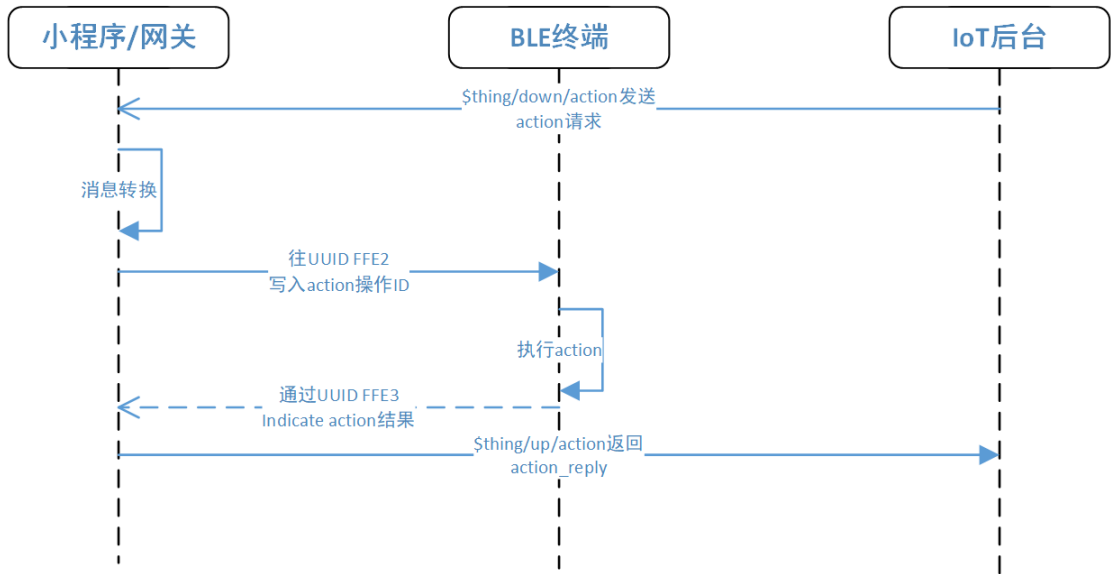 小程序/网关
BLE终端
IoT后台
$thing/down/action发送
action请求
消息转换
往UUID FFE2
写入action操作ID
执行action
通过UUID FFE3
Indicate action结果
$thing/up/action返回
action_reply